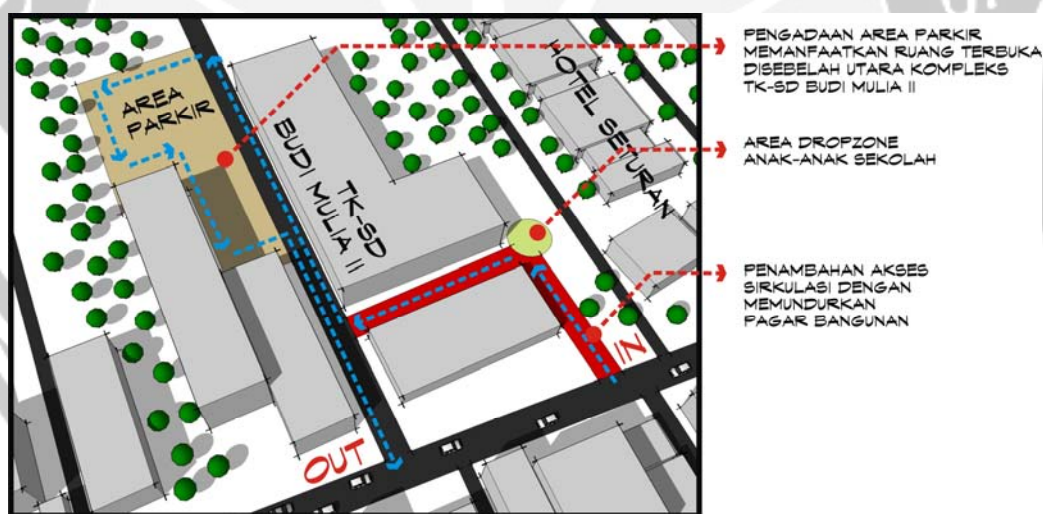 PENGADAAN AREA PARKIR
MEMANFAATKAN RUANG TERBUKA
DISEBELAH UTARA KOMPLEKS
TK-SD BUDI MULIA II
AREA DROPZONE
ANAK-ANAK SEKOLAH
PENAMBAHAN AKSES
SIRKULASI DENGAN
MEMUNDURKAN
PAGAR BANGUNAN
AREA
PARKIR
TK-SD
BUDI MULIA II
HOTEL SETURAN
IN
OUT